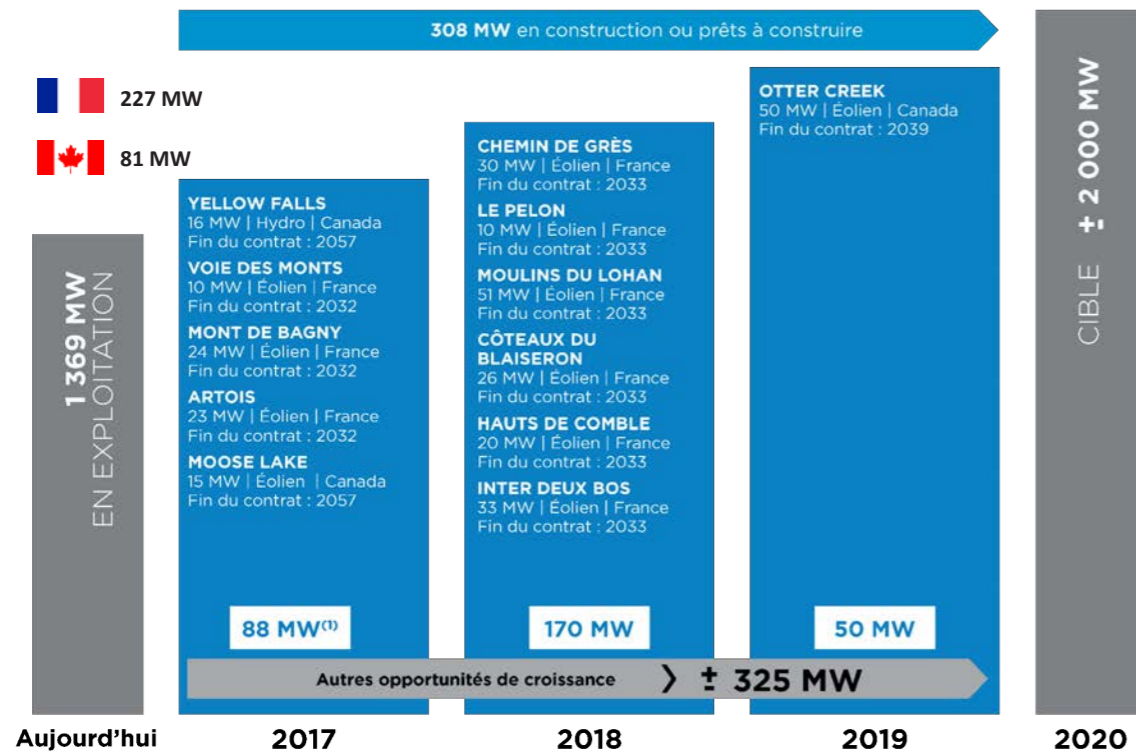 308 MW en construction ou prêts à construire
227 MW
81 MW
1 369 MW
EN EXPLOITATION
YELLOW FALLS
16 MW | Hydro | Canada
Fin du contrat : 2057
VOIE DES MONTS
10 MW | Éolien | France
Fin du contrat : 2032
MONT DE BAGNY
24 MW | Éolien | France
Fin du contrat : 2032
ARTOIS
23 MW | Éolien | France
Fin du contrat : 2032
MOOSE LAKE
15 MW | Éolien | Canada
Fin du contrat : 2057
88 MW⁽¹⁾
CHEMIN DE GRÈS
30 MW | Éolien | France
Fin du contrat : 2033
LE PELON
10 MW | Éolien | France
Fin du contrat : 2033
MOULINS DU LOHAN
51 MW | Éolien | France
Fin du contrat : 2033
CÔTEAUX DU
BLAISERON
26 MW | Éolien | France
Fin du contrat : 2033
HAUTS DE COMBLE
20 MW | Éolien | France
Fin du contrat : 2033
INTER DEUX BOS
33 MW | Éolien | France
Fin du contrat : 2033
170 MW
OTTER CREEK
50 MW | Éolien | Canada
Fin du contrat : 2039
50 MW
CIBLE ± 2 000 MW
Autres opportunités de croissance ❯ ± 325 MW
Aujourd'hui 2017 2018 2019 2020